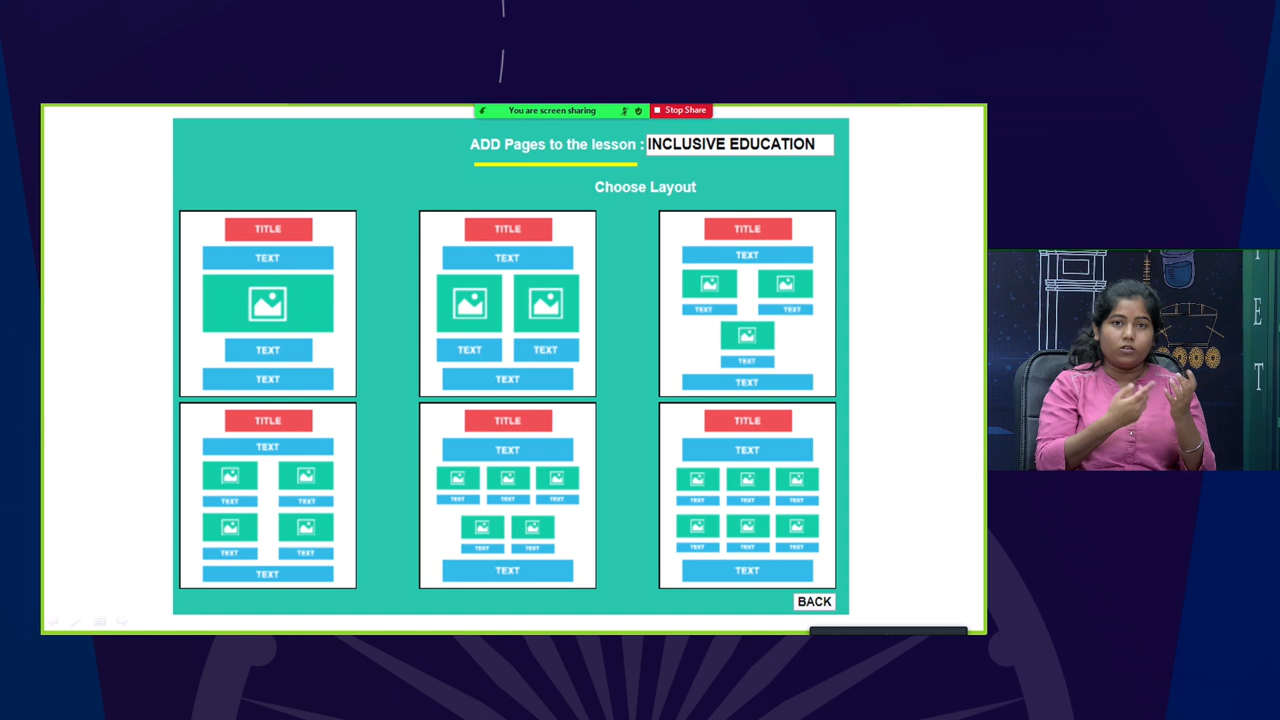 You are screen sharing
Stop Share
ADD Pages to the lesson : INCLUSIVE EDUCATION
Choose Layout
TITLE
TEXT
TEXT
TEXT
TITLE
TEXT
TEXT TEXT
TEXT
TITLE
TEXT
TEXT TEXT
TEXT
TEXT
TITLE
TEXT
TEXT TEXT
TEXT TEXT
TEXT
TITLE
TEXT
TEXT TEXT TEXT
TEXT TEXT
TEXT
TITLE
TEXT
TEXT TEXT TEXT
TEXT TEXT TEXT
TEXT
BACK
E
T